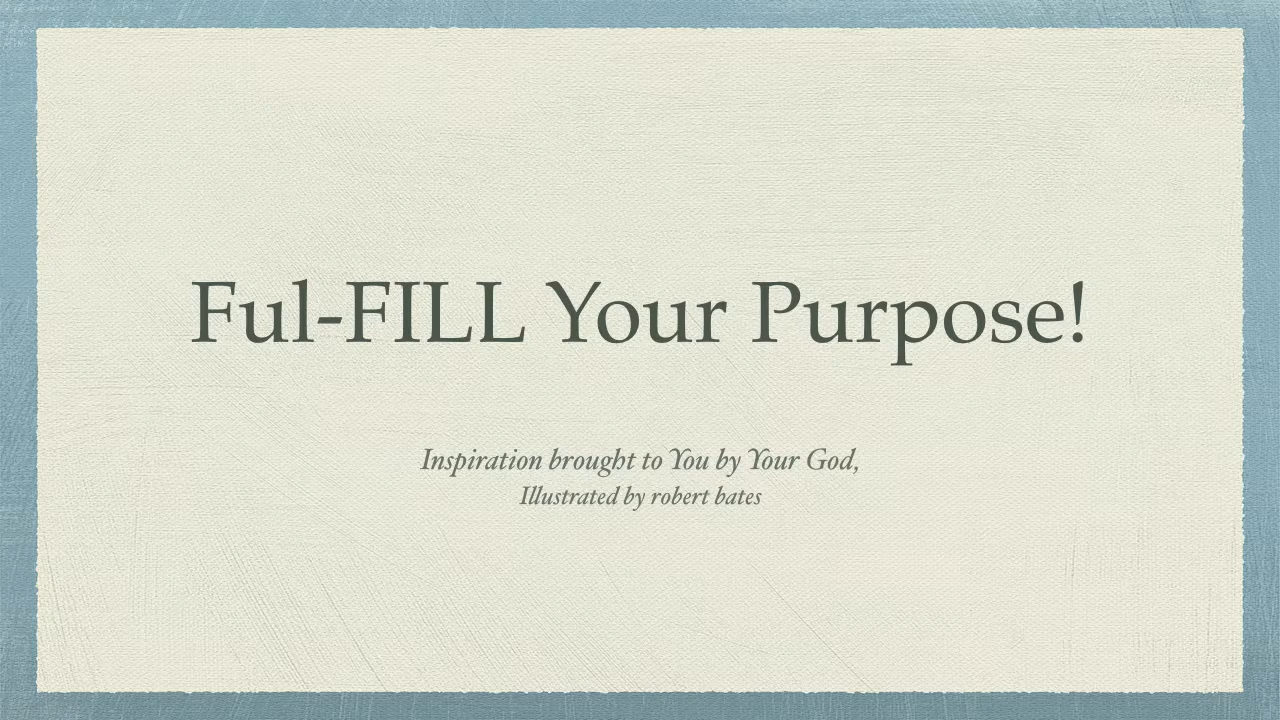 Ful-FILL Your Purpose!
Inspiration brought to You by Your God,
Illustrated by robert bates